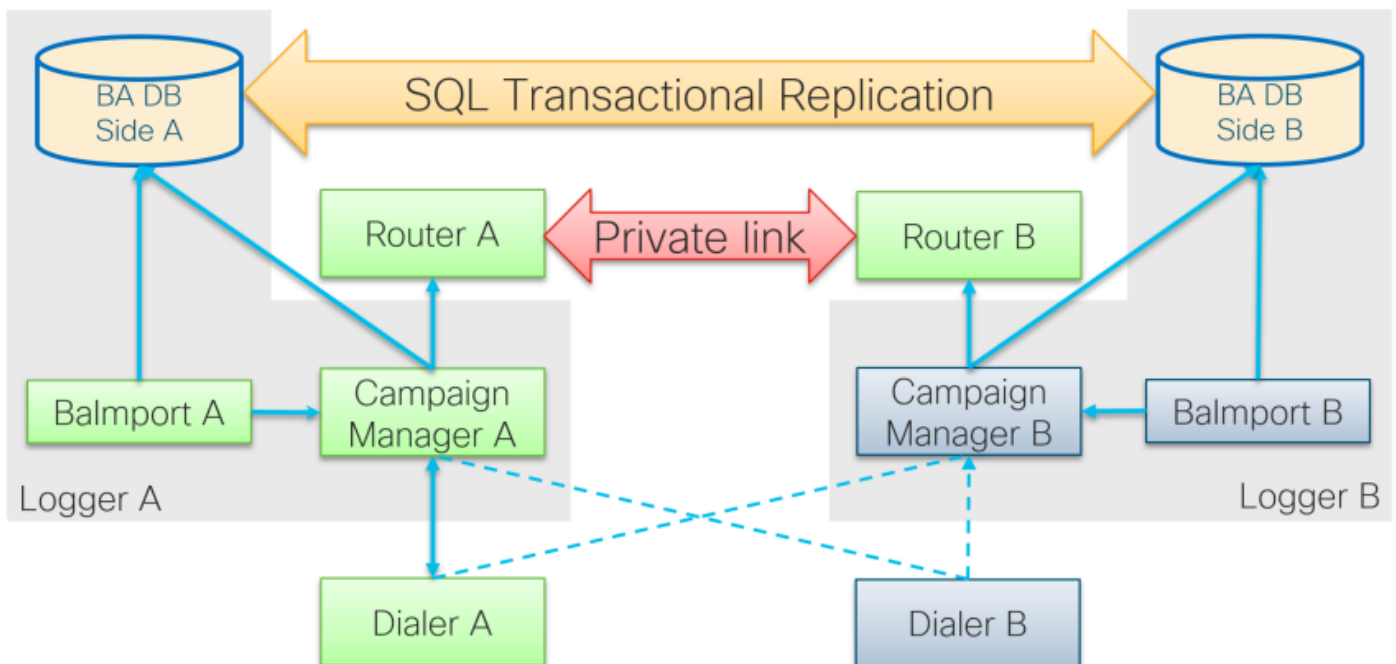 BA DB
Side A
SQL Transactional Replication
BA DB
Side B
Router A
Private link
Router B
BaImport A
Campaign
Manager A
Campaign
Manager B
BaImport B
Logger A
Logger B
Dialer A
Dialer B